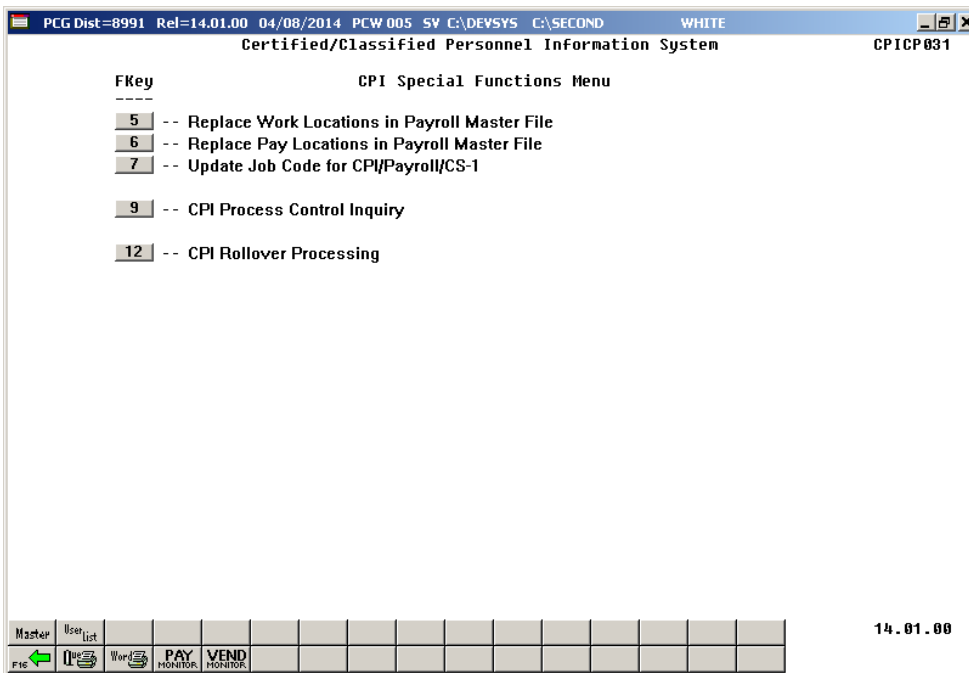 PCG Dist=8991 Rel=14.01.00 04/08/2014 PCW 005 SV C:\DEVSYS C:\SECOND WHITE
Certified/Classified Personnel Information System CPICP031
FKey CPI Special Functions Menu
----
5 -- Replace Work Locations in Payroll Master File
6 -- Replace Pay Locations in Payroll Master File
7 -- Update Job Code for CPI/Payroll/CS-1
9 -- CPI Process Control Inquiry
12 -- CPI Rollover Processing
Master User List 14.01.00
F16 Que Word PAY MONITOR VEND MONITOR